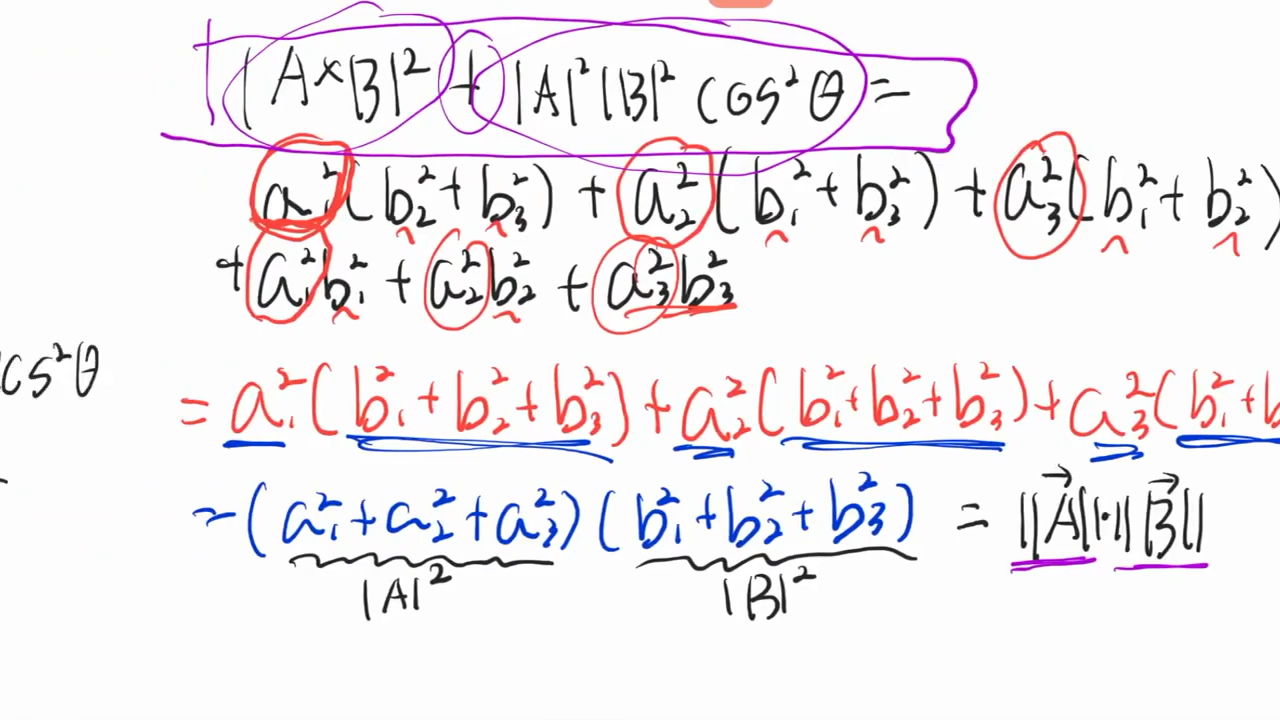 |A×B|² + |A|²|B|² cos²θ =
a₁²(b₂²+b₃²) + a₂²(b₁²+b₃²) + a₃²(b₁²+b₂²)
+ a₁²b₁² + a₂²b₂² + a₃²b₃²
cs²θ
= a₁²(b₁²+b₂²+b₃²) + a₂²(b₁²+b₂²+b₃²) + a₃²(b₁²+b
= (a₁²+a₂²+a₃²)(b₁²+b₂²+b₃²) = ||A⃗||·||B⃗||
|A|² |B|²